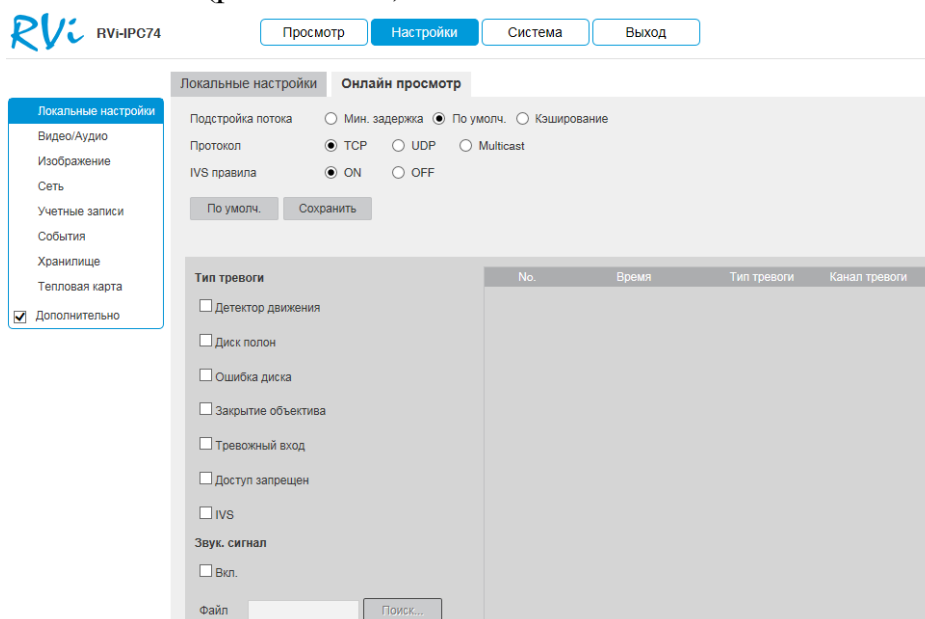 RVi RVi-IPC74 Просмотр Настройки Система Выход
Локальные настройки Онлайн просмотр
Локальные настройки
Видео/Аудио
Изображение
Сеть
Учетные записи
События
Хранилище
Тепловая карта
Дополнительно
Подстройка потока Мин. задержка По умолч. Кэширование
Протокол TCP UDP Multicast
IVS правила ON OFF
По умолч. Сохранить
Тип тревоги
Детектор движения
Диск полон
Ошибка диска
Закрытие объектива
Тревожный вход
Доступ запрещен
IVS
Звук. сигнал
Вкл.
Файл Поиск...
No. Время Тип тревоги Канал тревоги